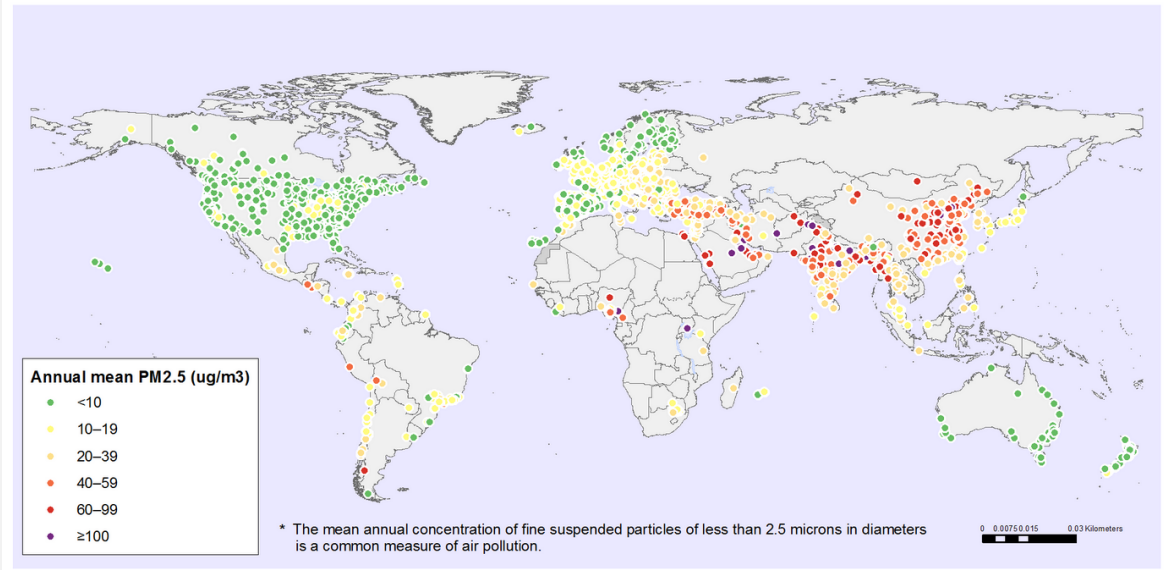 Annual mean PM2.5 (ug/m3)
<10
10–19
20–39
40–59
60–99
≥100
* The mean annual concentration of fine suspended particles of less than 2.5 microns in diameters
is a common measure of air pollution.
0 0.0075 0.015 0.03 Kilometers